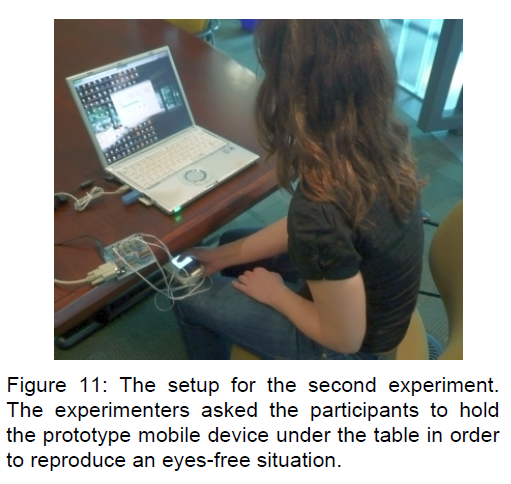 Figure 11: The setup for the second experiment.
The experimenters asked the participants to hold
the prototype mobile device under the table in order
to reproduce an eyes-free situation.